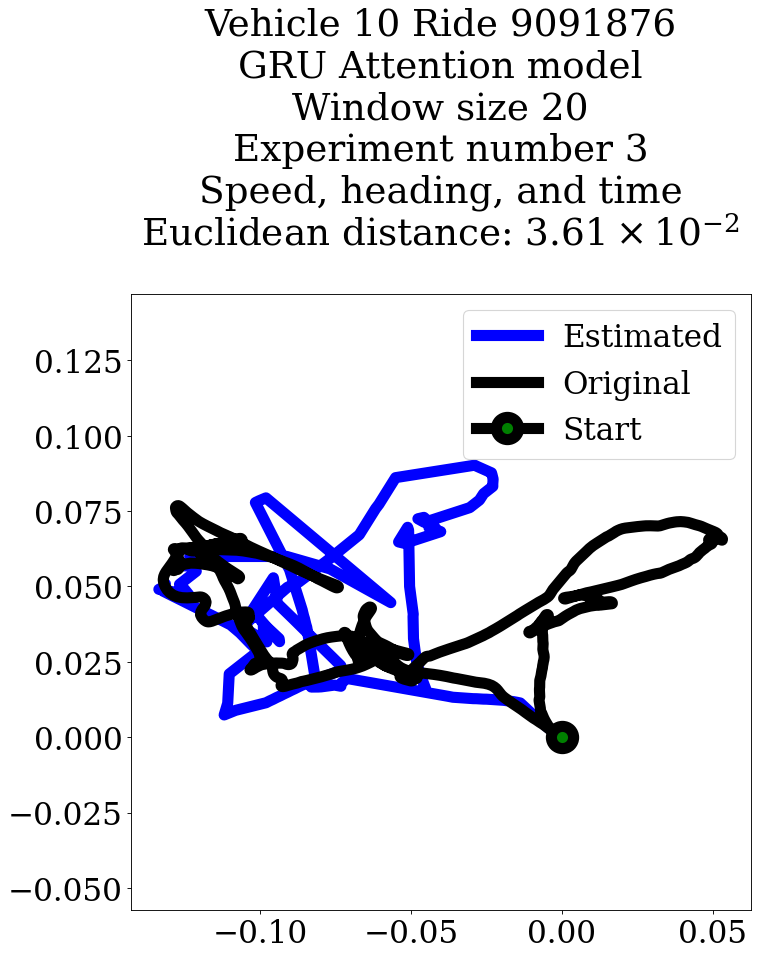 Vehicle 10 Ride 9091876
GRU Attention model
Window size 20
Experiment number 3
Speed, heading, and time
Euclidean distance: 3.61 × 10⁻²
Estimated
Original
Start
0.125
0.100
0.075
0.050
0.025
0.000
−0.025
−0.050
−0.10
−0.05
0.00
0.05